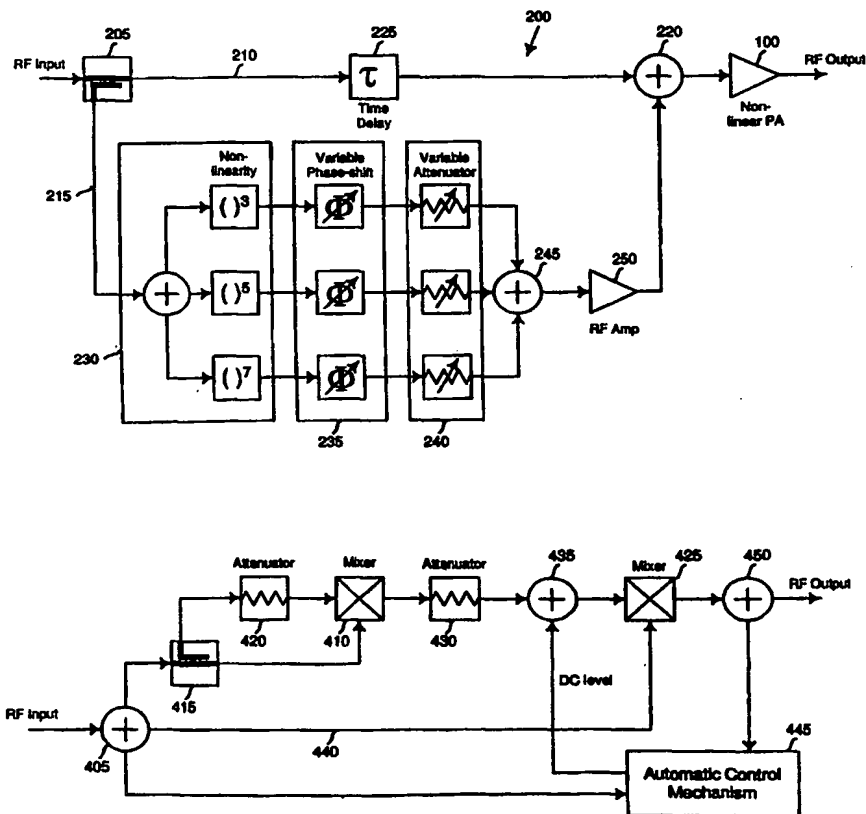 205
225
200
220
100
RF Input
210
τ
RF Output
Time
Delay
Non-
linear PA
215
Non-
linearity
Variable
Phase-shift
Variable
Attenuator
( )3
Φ
245
250
( )5
Φ
RF Amp
230
( )7
Φ
235
240
Attenuator
Mixer
Attenuator
435
Mixer
425
450
RF Output
420
410
430
DC level
415
RF Input
405
440
445
Automatic Control
Mechanism